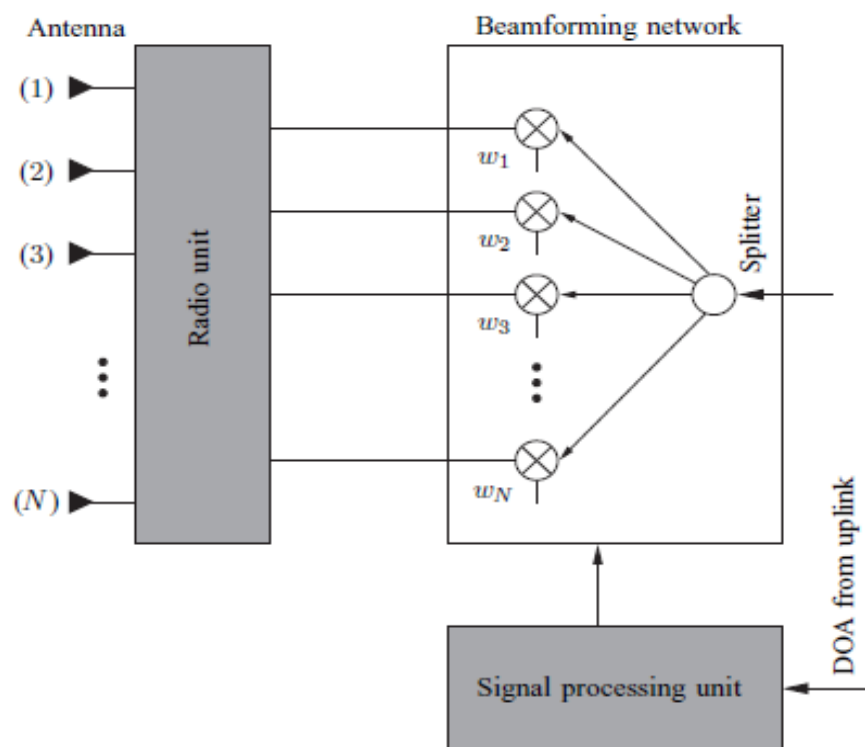 Antenna
Beamforming network
(1)
(2)
(3)
(N)
Radio unit
w1
w2
w3
wN
Splitter
Signal processing unit
DOA from uplink